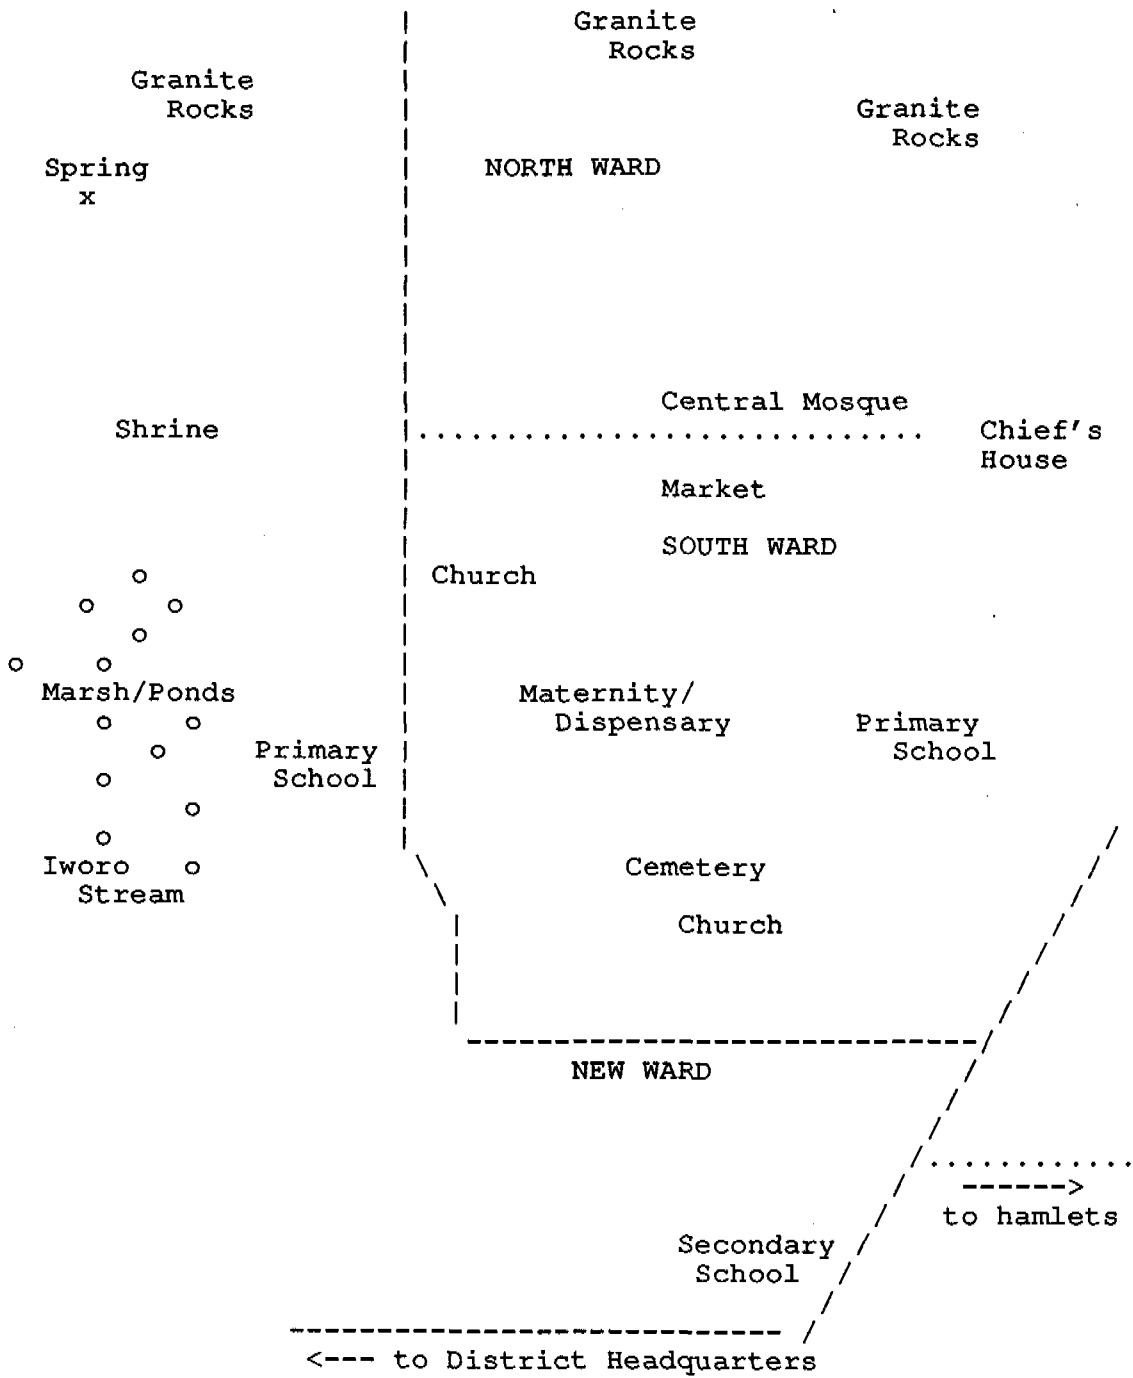 Granite
Rocks
Granite
Rocks
Granite
Rocks
Spring
x
NORTH WARD
Central Mosque
Shrine
Chief's
House
Market
SOUTH WARD
Church
Marsh/Ponds
Maternity/
Dispensary
Primary
School
Primary
School
Iworo
Stream
Cemetery
Church
NEW WARD
------>
to hamlets
Secondary
School
<--- to District Headquarters